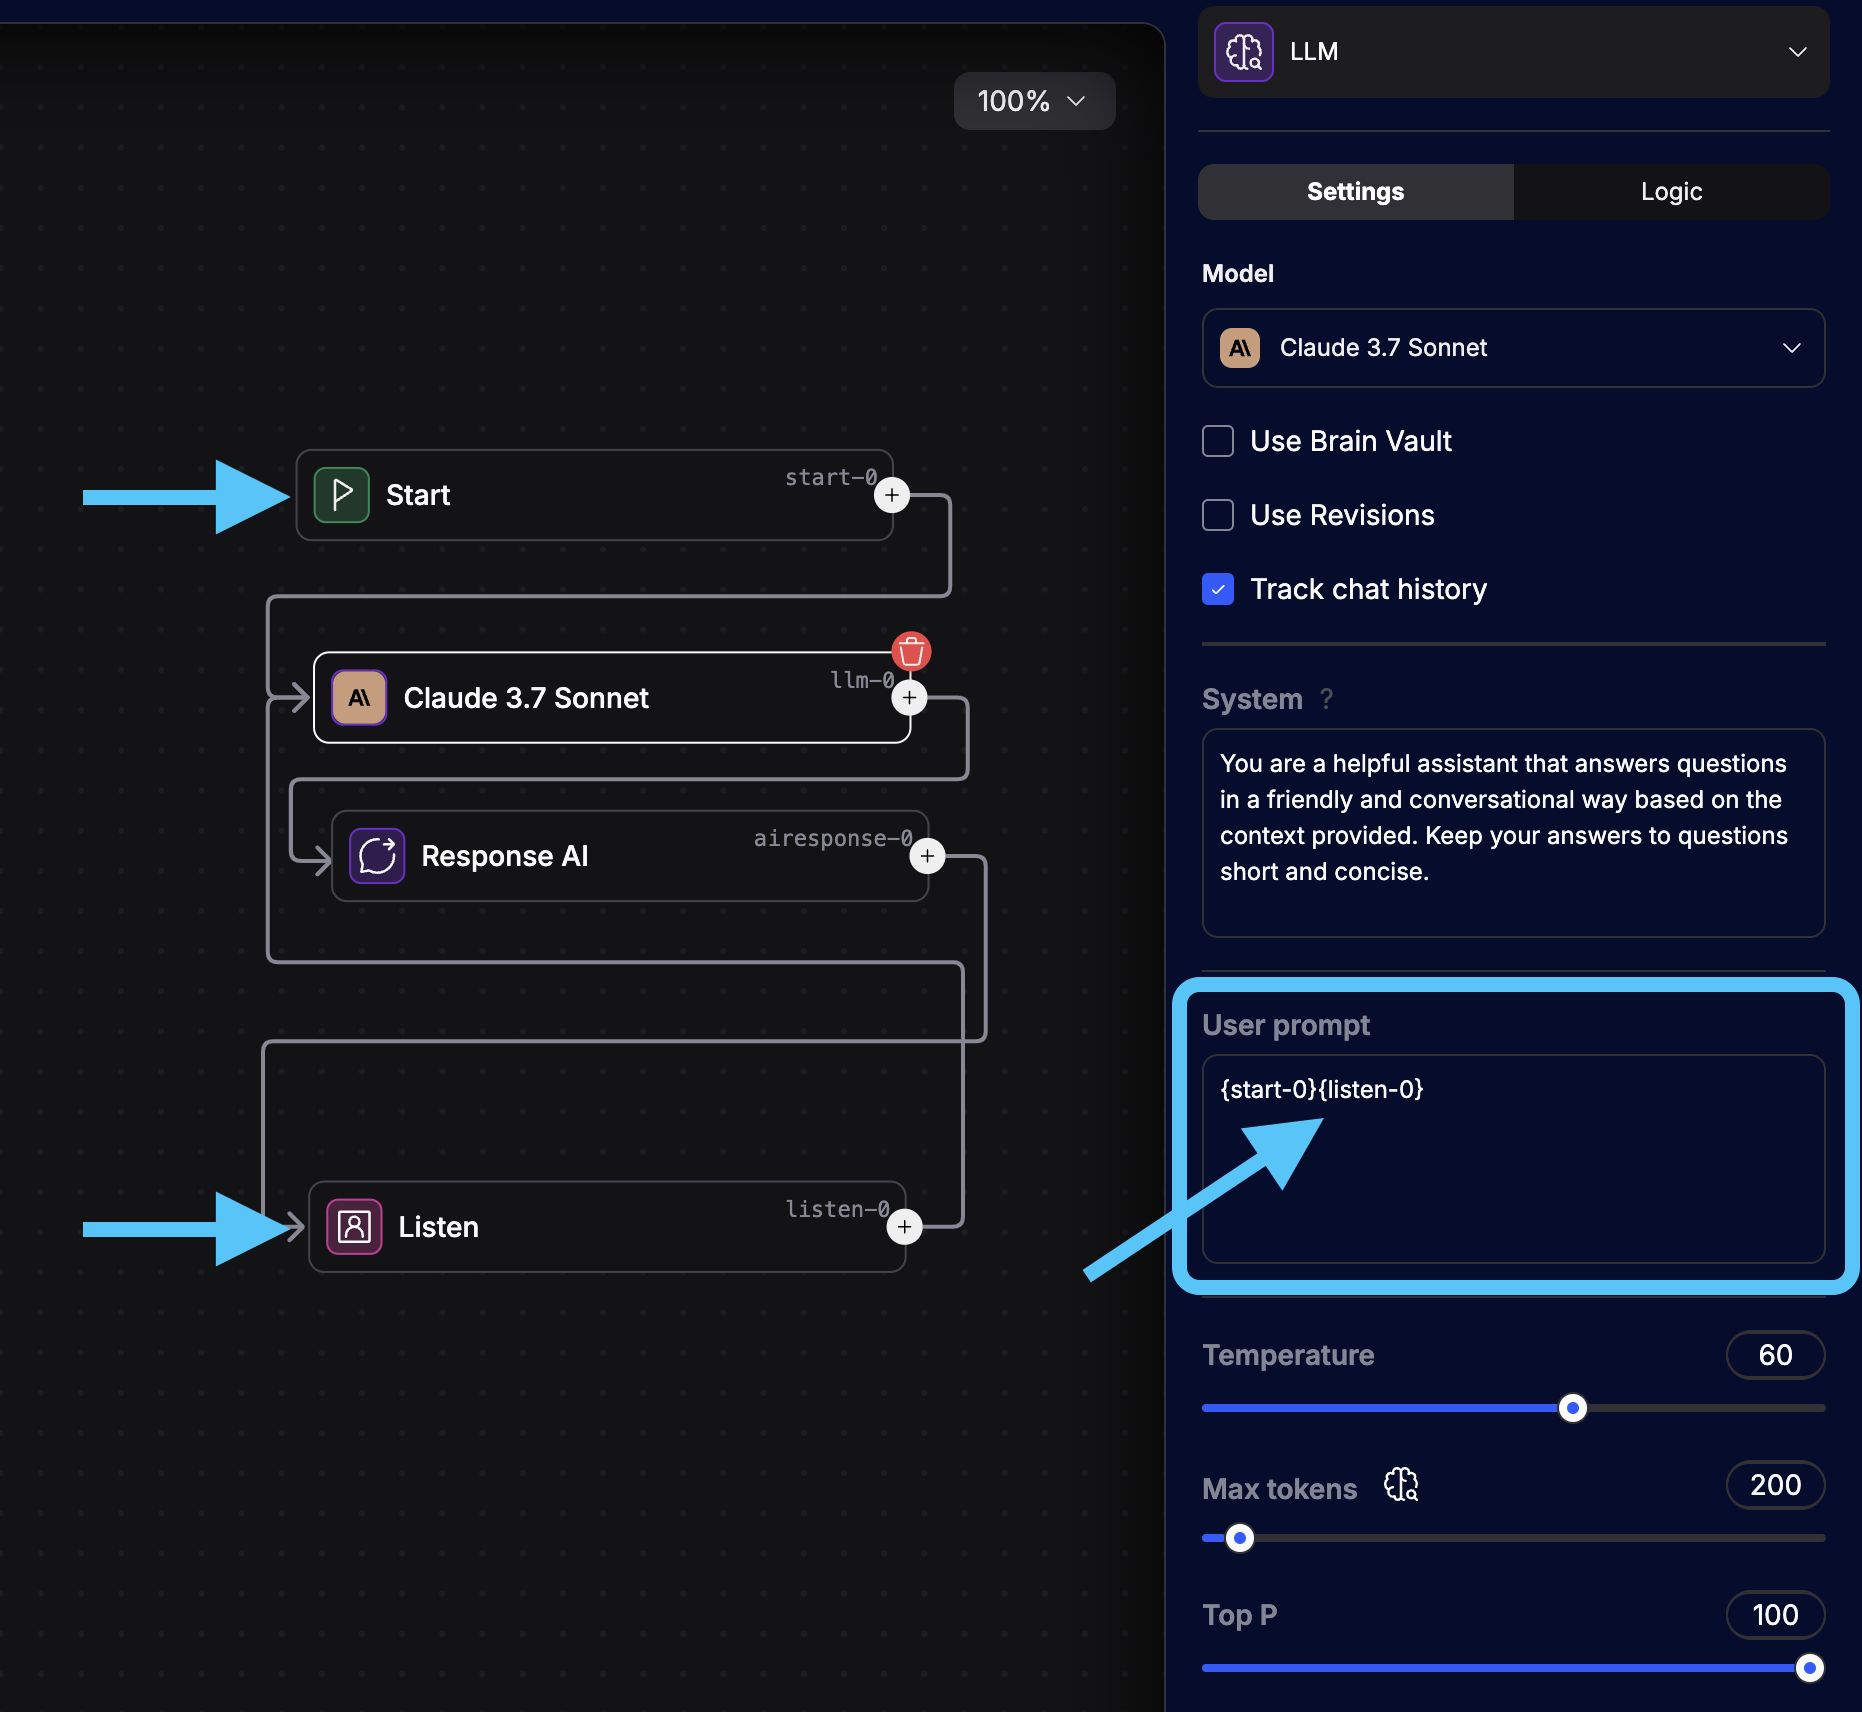 100%
Start
start-0
Claude 3.7 Sonnet
llm-0
Response AI
airesponse-0
Listen
listen-0
LLM
Settings
Logic
Model
Claude 3.7 Sonnet
Use Brain Vault
Use Revisions
Track chat history
System ?
You are a helpful assistant that answers questions
in a friendly and conversational way based on the
context provided. Keep your answers to questions
short and concise.
User prompt
{start-0}{listen-0}
Temperature
60
Max tokens
200
Top P
100